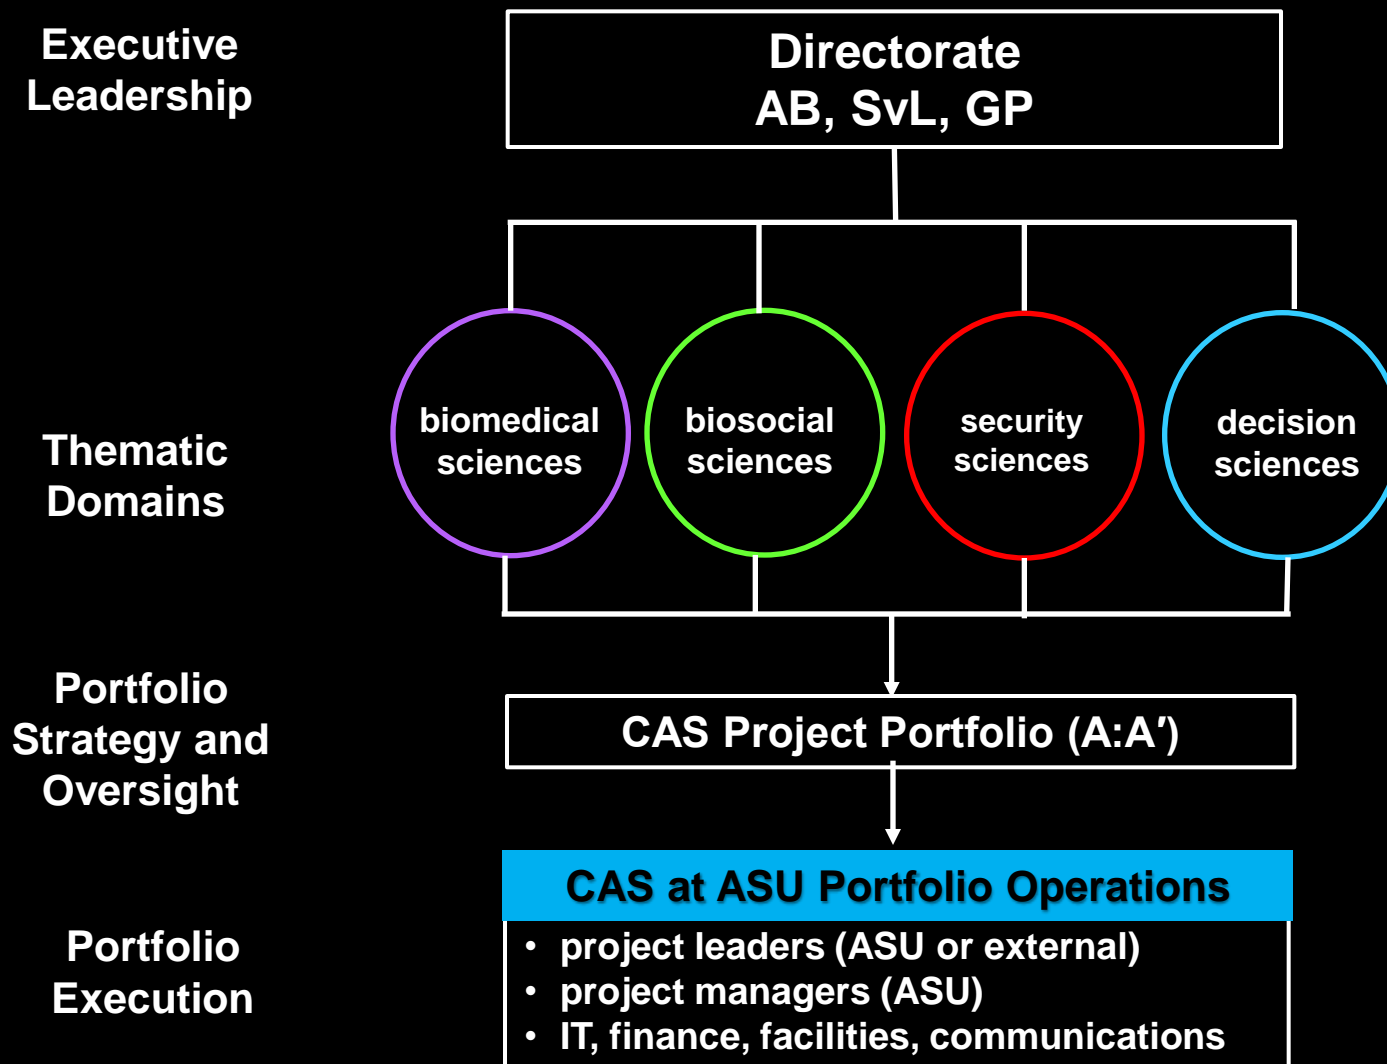 Executive
Leadership
Directorate
AB, SvL, GP
Thematic
Domains
biomedical
sciences
biosocial
sciences
security
sciences
decision
sciences
Portfolio
Strategy and
Oversight
CAS Project Portfolio (A:A′)
Portfolio
Execution
CAS at ASU Portfolio Operations
• project leaders (ASU or external)
• project managers (ASU)
• IT, finance, facilities, communications